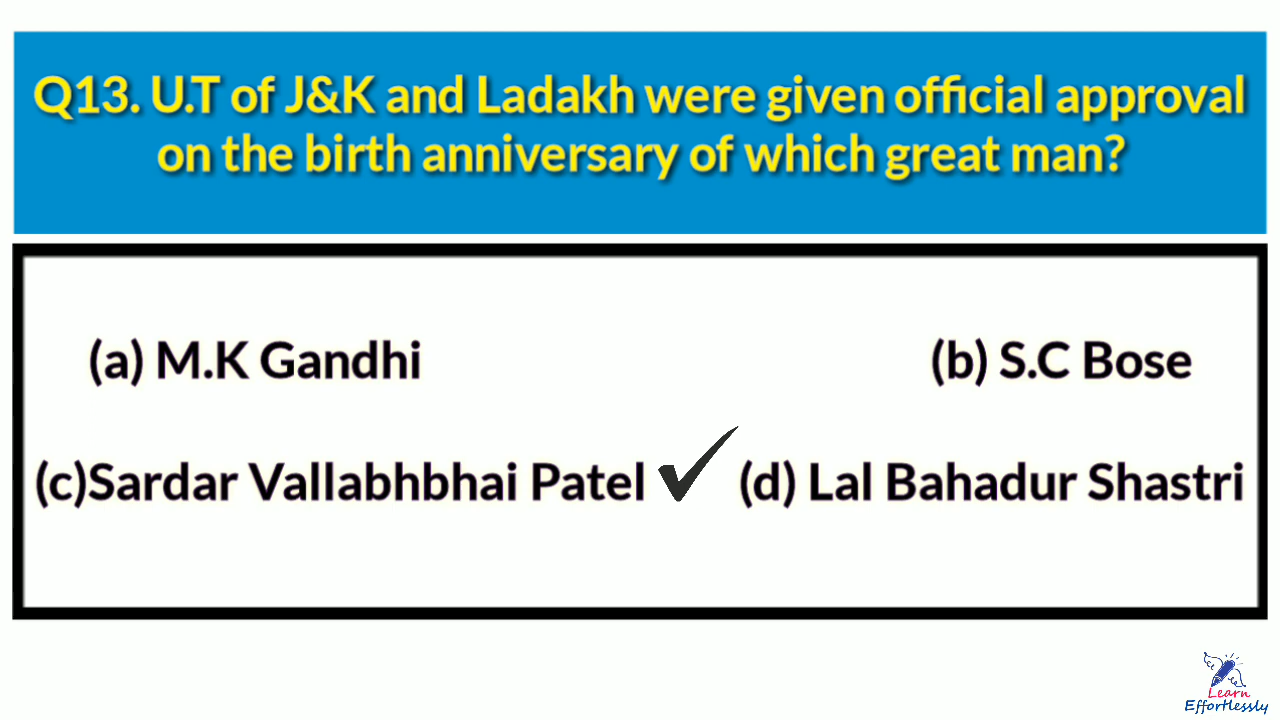 Q13. U.T of J&K and Ladakh were given official approval
on the birth anniversary of which great man?
(a) M.K Gandhi (b) S.C Bose
(c)Sardar Vallabhbhai Patel (d) Lal Bahadur Shastri
Learn
Effortlessly